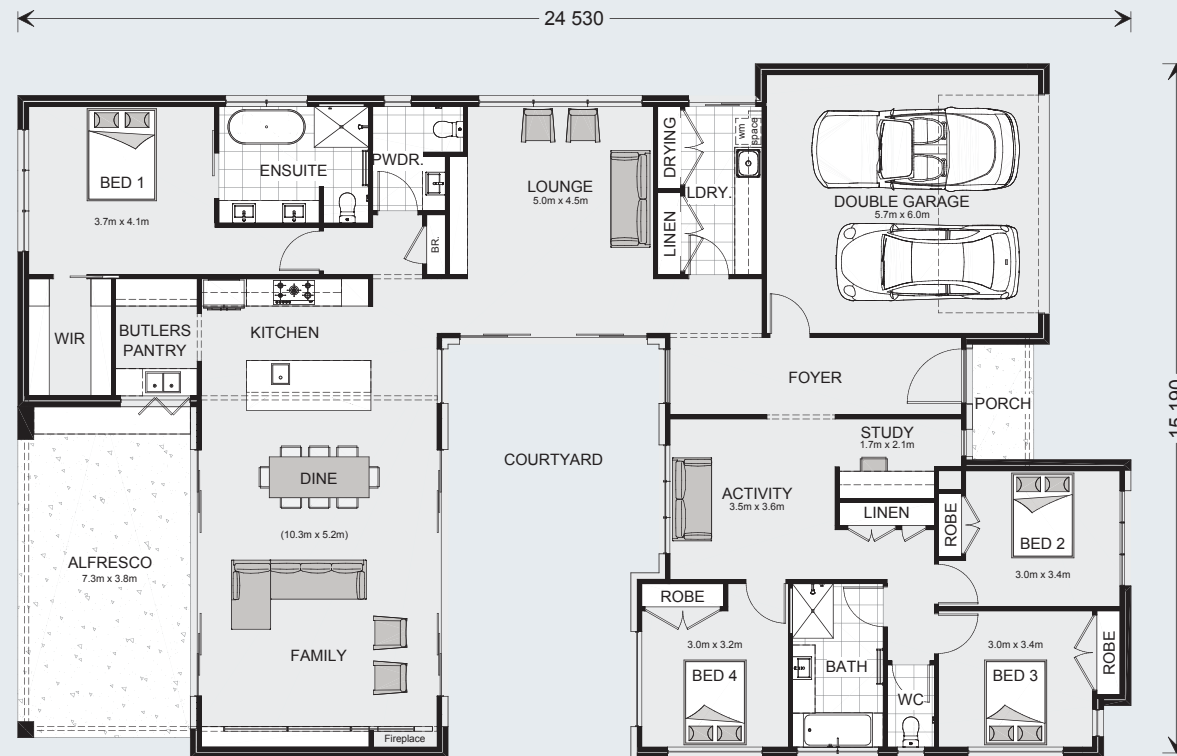 24 530
15 190
BED 1
3.7m x 4.1m
ENSUITE
PWDR.
BR.
LOUNGE
5.0m x 4.5m
DRYING
LINEN
LDRY.
wm
space
DOUBLE GARAGE
5.7m x 6.0m
WIR
BUTLERS
PANTRY
KITCHEN
FOYER
PORCH
STUDY
1.7m x 2.1m
COURTYARD
DINE
(10.3m x 5.2m)
ACTIVITY
3.5m x 3.6m
LINEN
ROBE
BED 2
3.0m x 3.4m
ALFRESCO
7.3m x 3.8m
FAMILY
Fireplace
ROBE
3.0m x 3.2m
BED 4
BATH
WC
3.0m x 3.4m
BED 3
ROBE